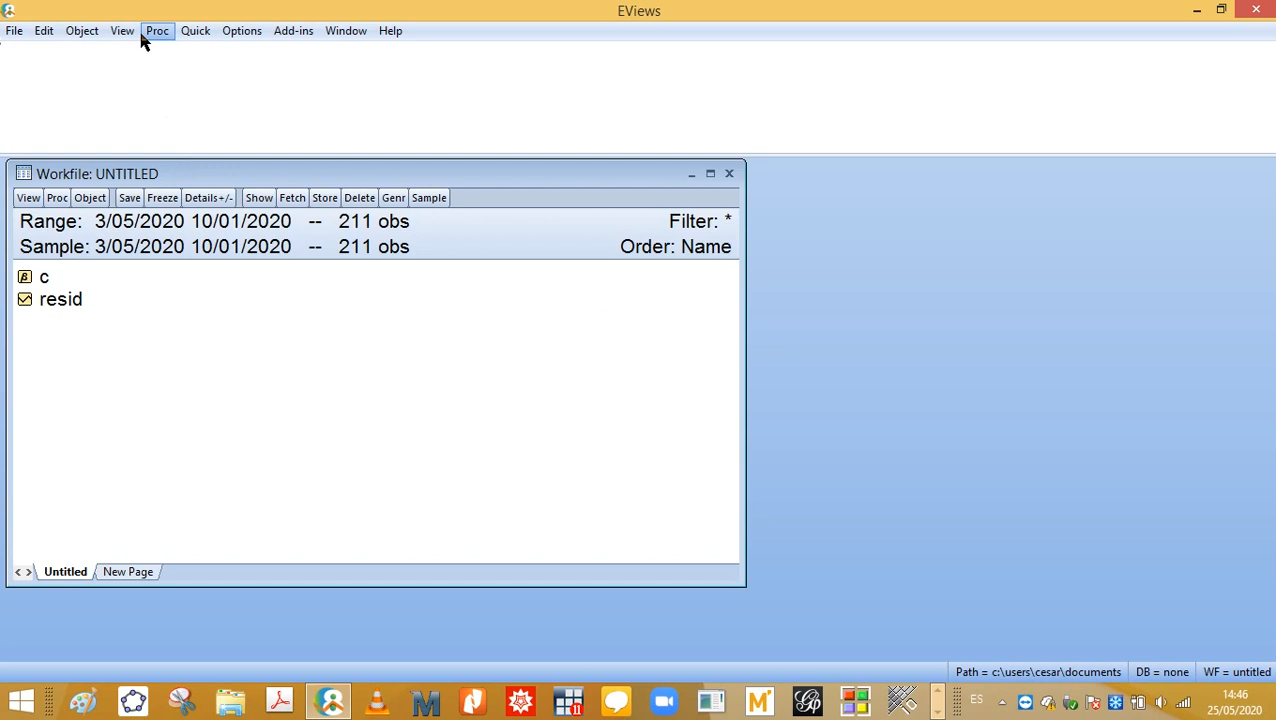 EViews
File Edit Object View Proc Quick Options Add-ins Window Help
Workfile: UNTITLED
View Proc Object Save Freeze Details+/- Show Fetch Store Delete Genr Sample
Range: 3/05/2020 10/01/2020 -- 211 obs Filter: *
Sample: 3/05/2020 10/01/2020 -- 211 obs Order: Name
β c
resid
Untitled New Page
Path = c:\users\cesar\documents DB = none WF = untitled
ES 14:46
25/05/2020